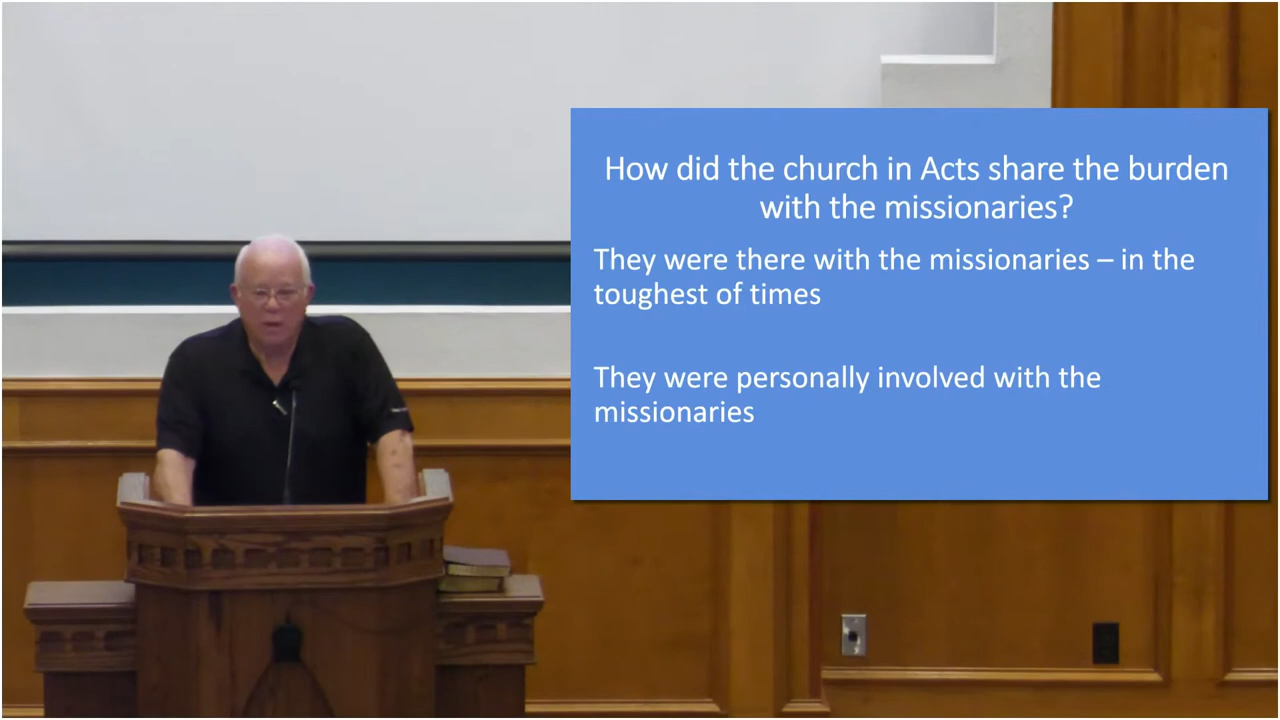 How did the church in Acts share the burden
with the missionaries?
They were there with the missionaries – in the
toughest of times
They were personally involved with the
missionaries